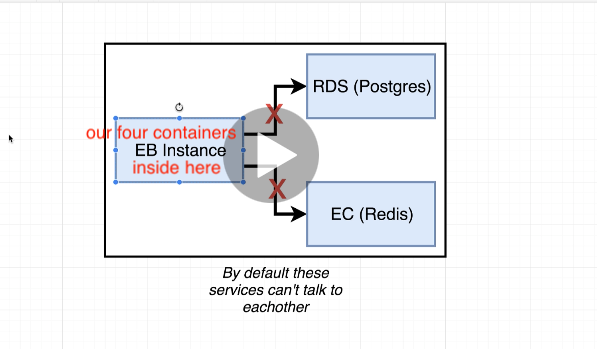 RDS (Postgres)
X
our four containers
EB Instance
inside here
X
EC (Redis)
By default these
services can't talk to
eachother